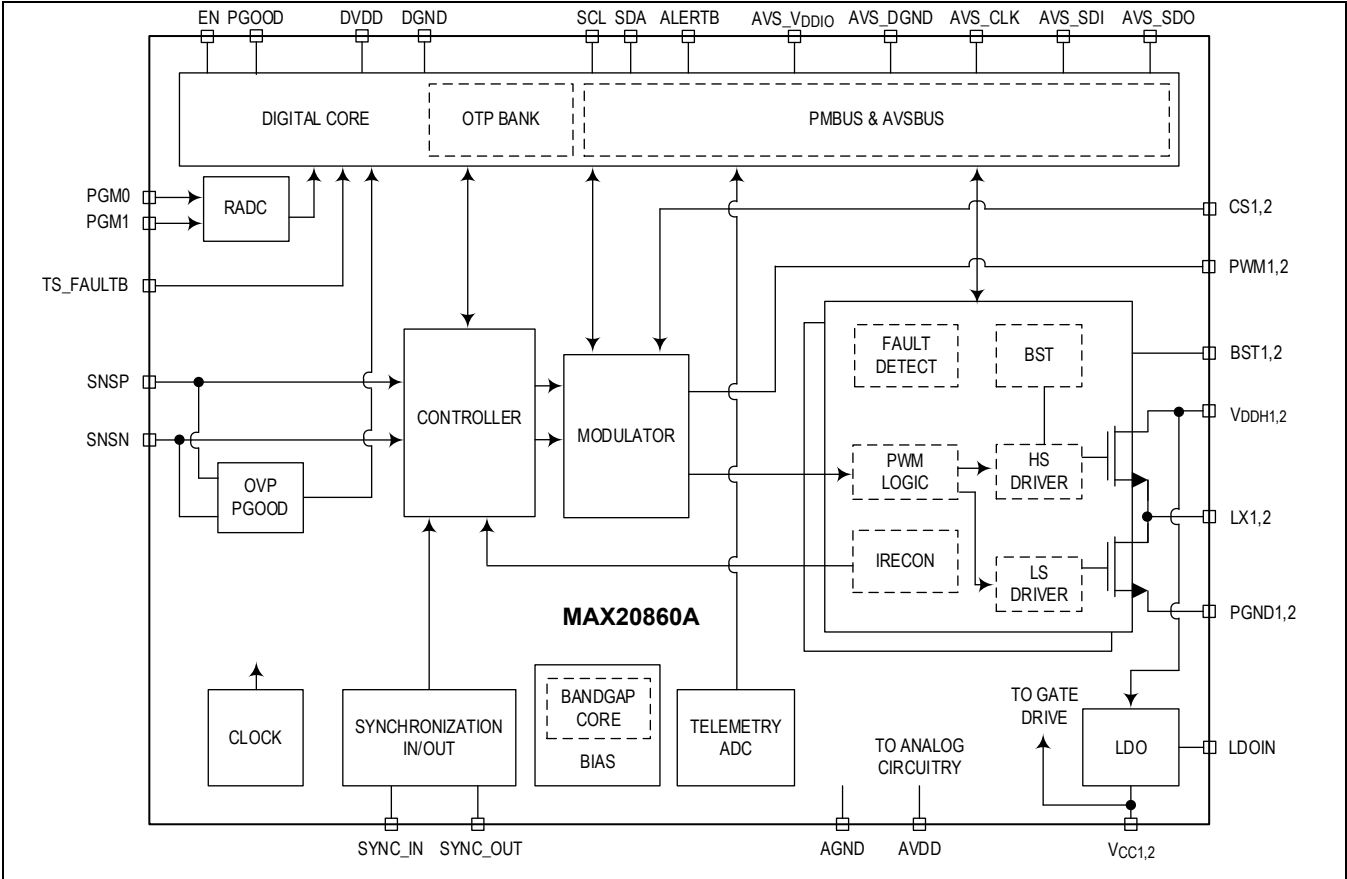 EN PGOOD DVDD DGND SCL SDA ALERTB AVS_VDDIO AVS_DGND AVS_CLK AVS_SDI AVS_SDO
DIGITAL CORE
OTP BANK
PMBUS & AVSBUS
PGM0
PGM1
RADC
TS_FAULTB
CS1,2
PWM1,2
SNSP
SNSN
OVP
PGOOD
CONTROLLER
MODULATOR
FAULT
DETECT
BST
PWM
LOGIC
HS
DRIVER
IRECON
LS
DRIVER
BST1,2
VDDH1,2
LX1,2
PGND1,2
MAX20860A
CLOCK
SYNCHRONIZATION
IN/OUT
BANDGAP
CORE
BIAS
TELEMETRY
ADC
TO ANALOG
CIRCUITRY
TO GATE
DRIVE
LDO
LDOIN
SYNC_IN SYNC_OUT AGND AVDD VCC1,2